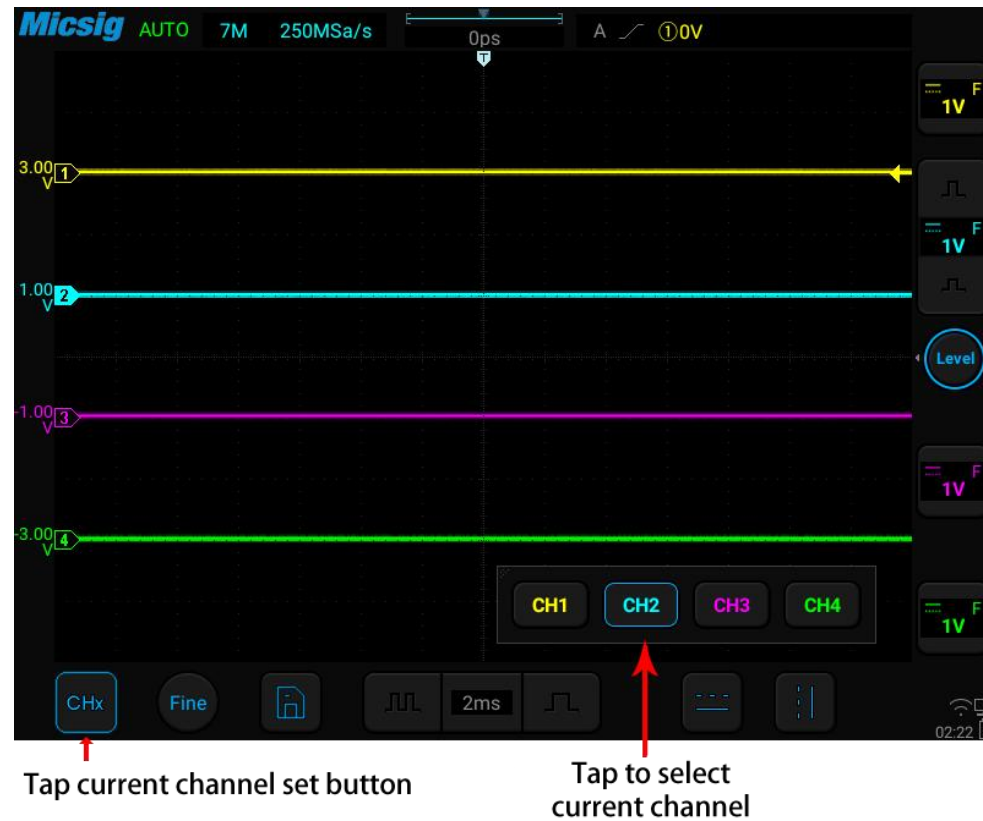 Micsig AUTO 7M 250MSa/s 0ps A ①0V
T
F
1V
3.00
V 1
F
1V
1.00
V 2
Level
-1.00
V 3
F
1V
-3.00
V 4
CH1 CH2 CH3 CH4
F
1V
CHx Fine 2ms
02:22
Tap current channel set button
Tap to select
current channel